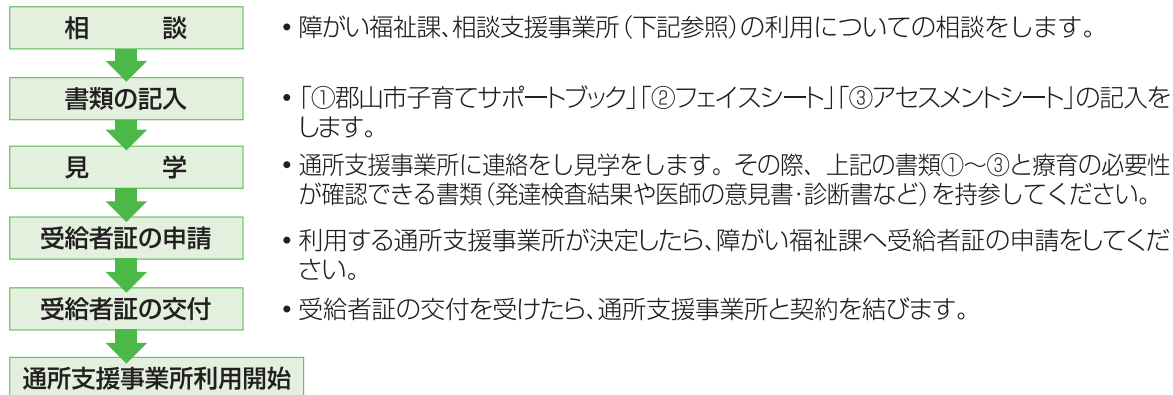 相　談
• 障がい福祉課、相談支援事業所（下記参照）の利用についての相談をします。
書類の記入
• 「①郡山市子育てサポートブック」「②フェイスシート」「③アセスメントシート」の記入を
します。
見　学
• 通所支援事業所に連絡をし見学をします。その際、上記の書類①～③と療育の必要性
が確認できる書類（発達検査結果や医師の意見書・診断書など）を持参してください。
受給者証の申請
• 利用する通所支援事業所が決定したら、障がい福祉課へ受給者証の申請をしてくだ
さい。
受給者証の交付
• 受給者証の交付を受けたら、通所支援事業所と契約を結びます。
通所支援事業所利用開始